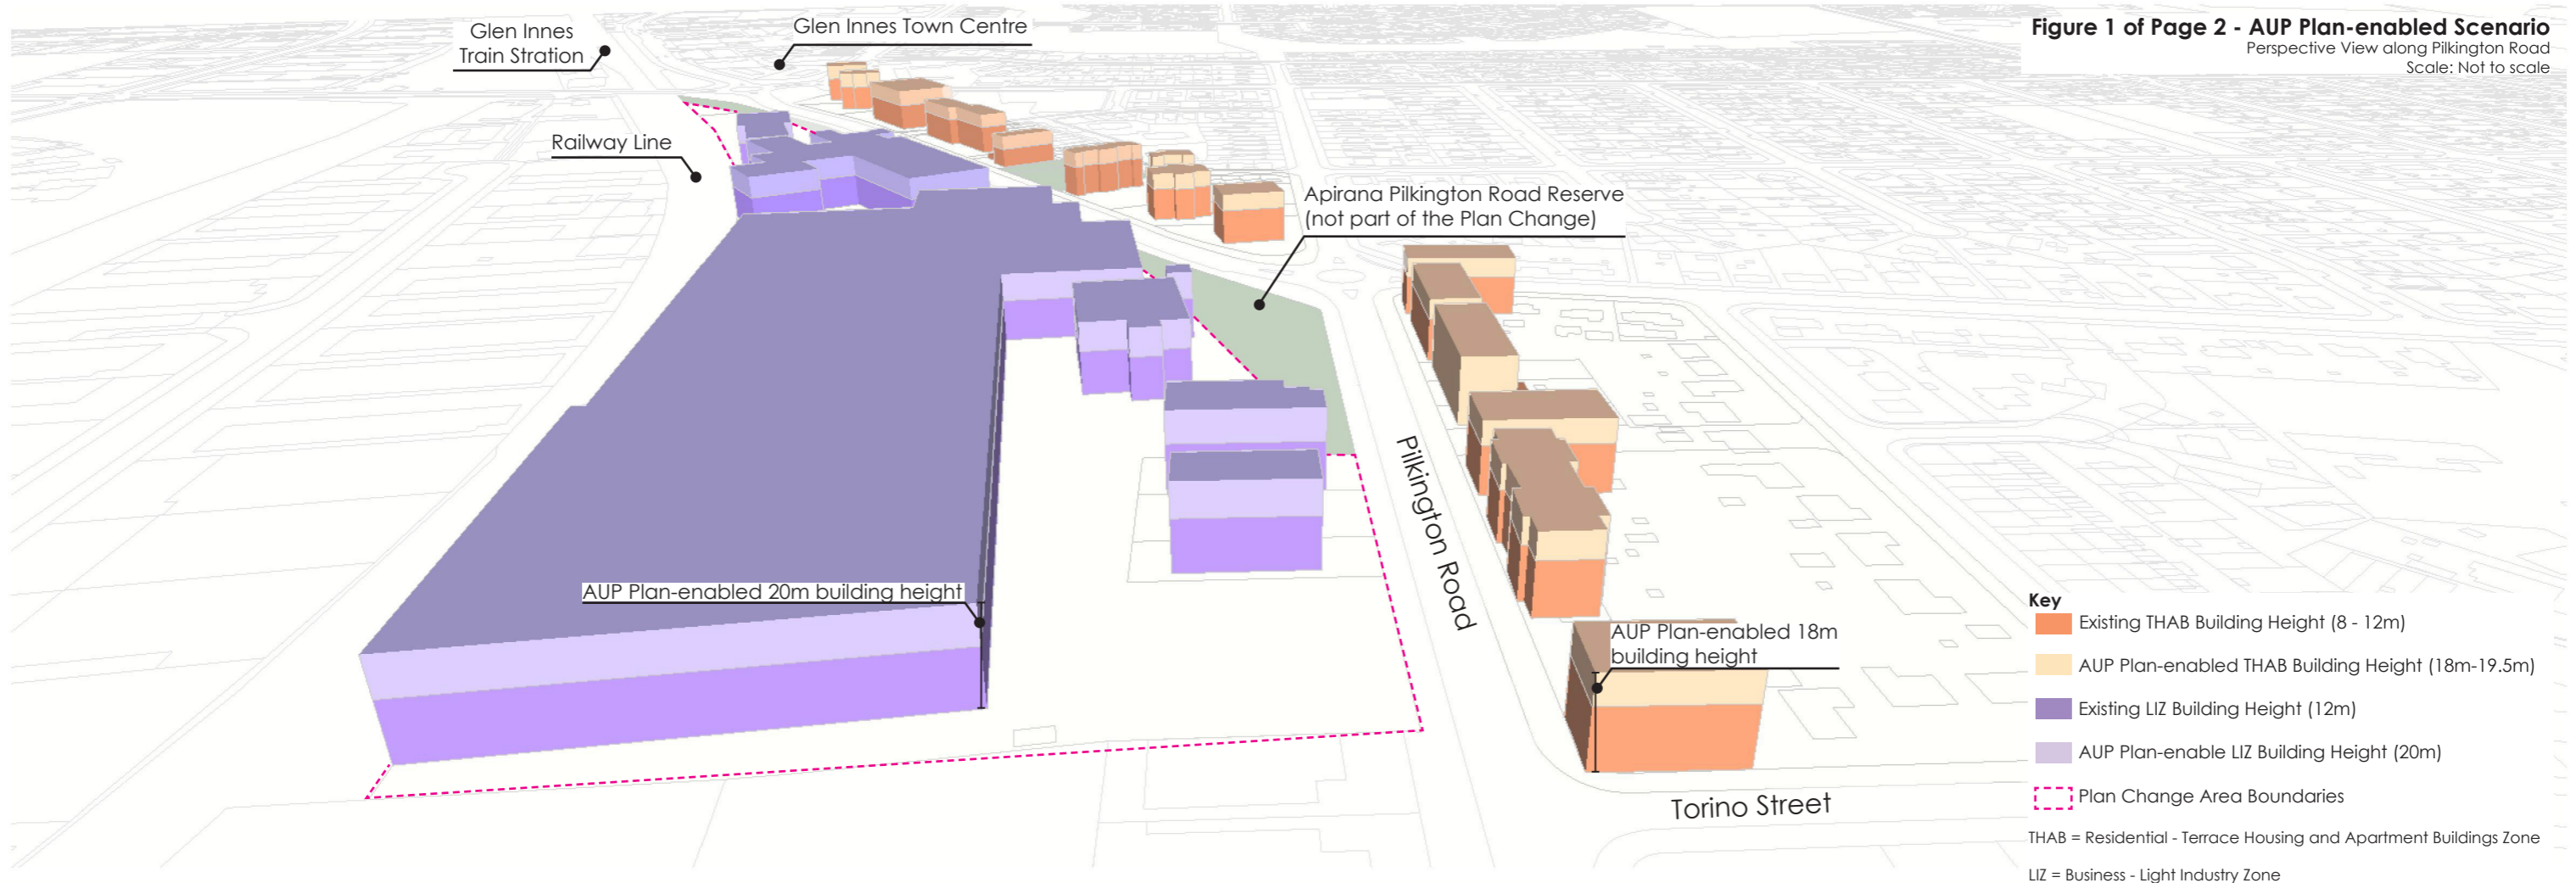 Figure 1 of Page 2 - AUP Plan-enabled Scenario
Perspective View along Pilkington Road
Scale: Not to scale
Glen Innes
Train Stration
Glen Innes Town Centre
Railway Line
Apirana Pilkington Road Reserve
(not part of the Plan Change)
Pilkington Road
AUP Plan-enabled 20m building height
AUP Plan-enabled 18m
building height
Torino Street
Key
Existing THAB Building Height (8 - 12m)
AUP Plan-enabled THAB Building Height (18m-19.5m)
Existing LIZ Building Height (12m)
AUP Plan-enable LIZ Building Height (20m)
Plan Change Area Boundaries
THAB = Residential - Terrace Housing and Apartment Buildings Zone
LIZ = Business - Light Industry Zone